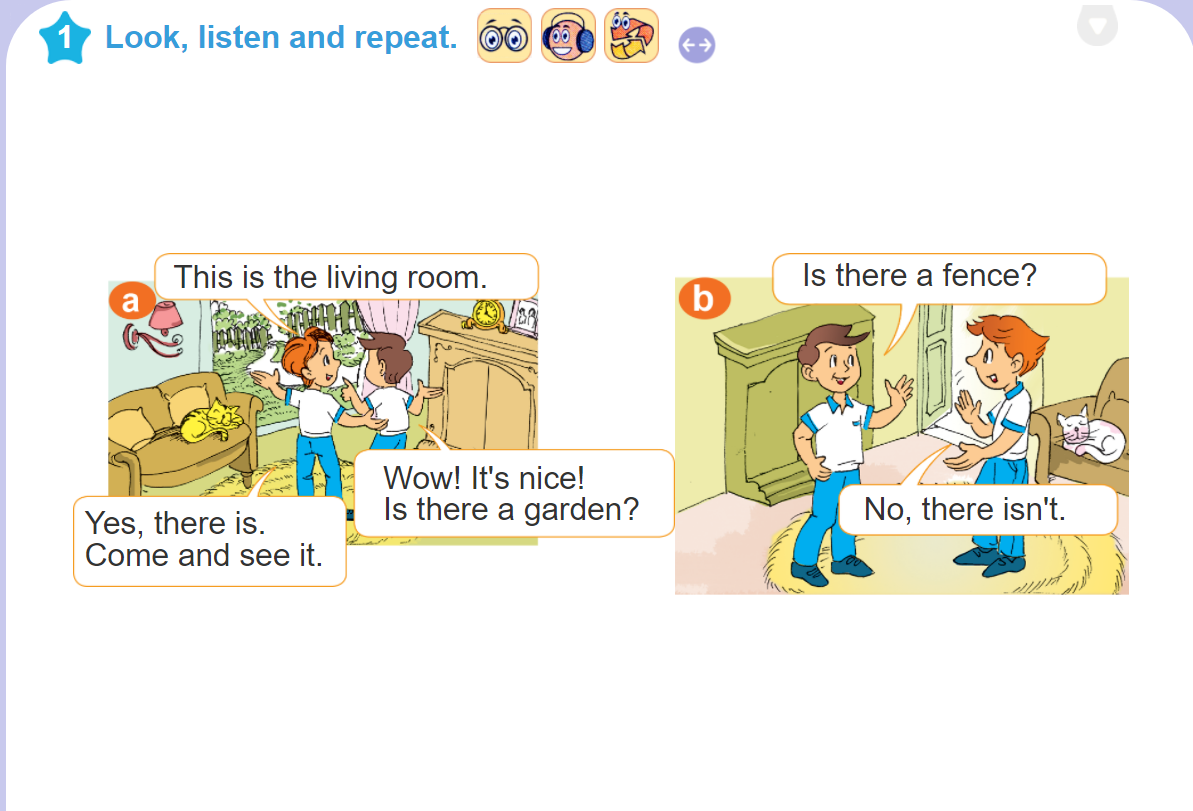 1 Look, listen and repeat.
a
This is the living room.
Wow! It's nice!
Is there a garden?
Yes, there is.
Come and see it.
b
Is there a fence?
No, there isn't.